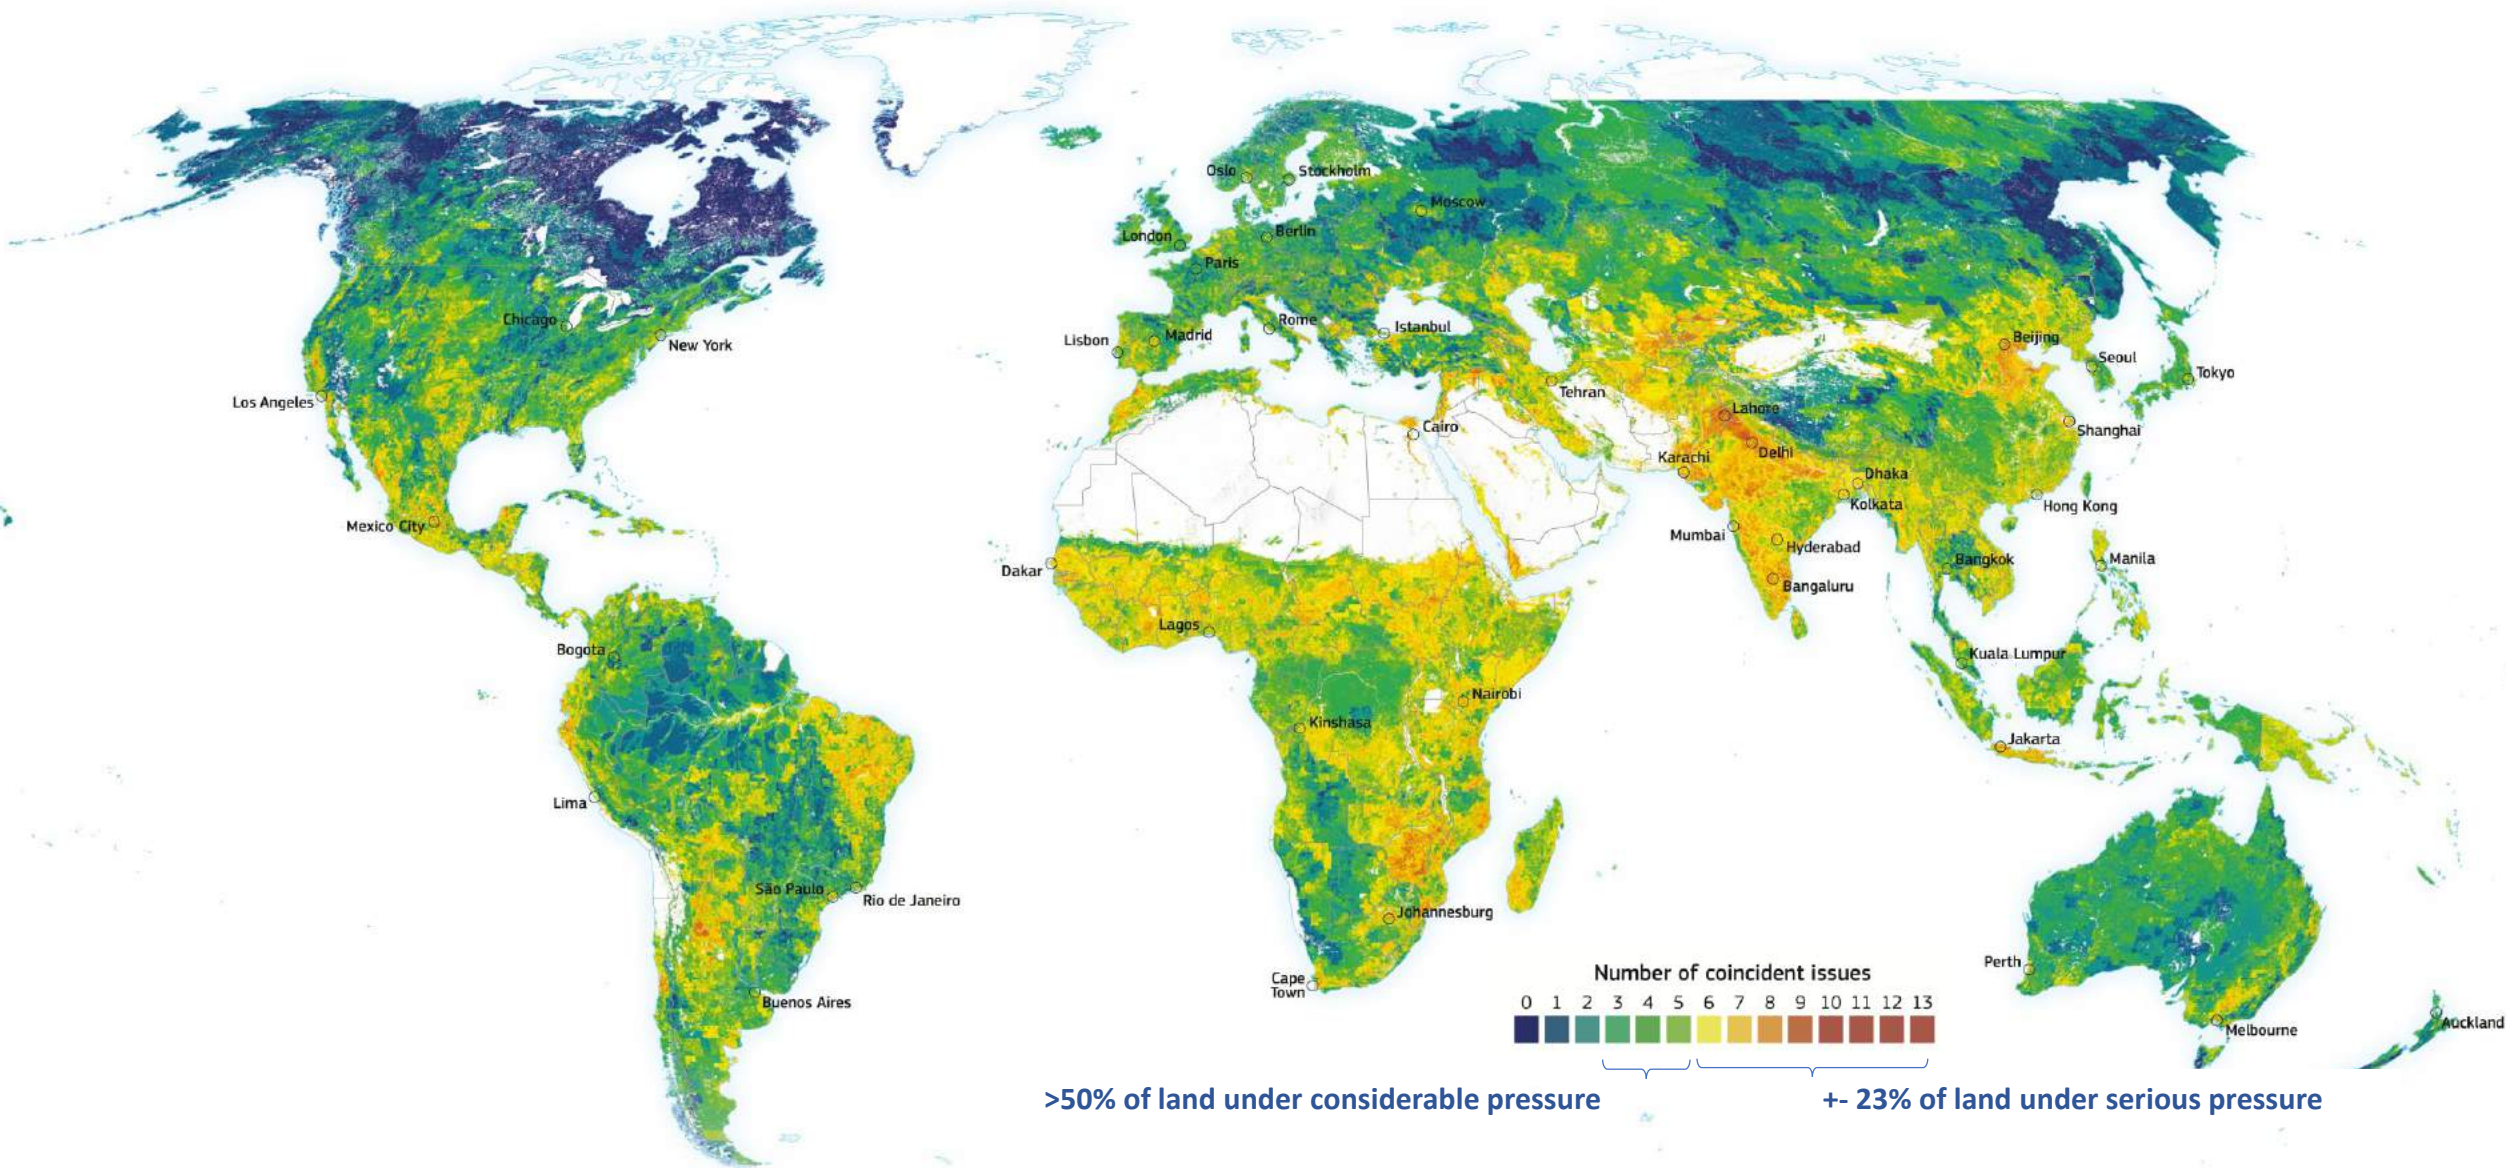 Oslo
Stockholm
Moscow
London
Berlin
Paris
Chicago
New York
Rome
Istanbul
Madrid
Lisbon
Beijing
Seoul
Tokyo
Los Angeles
Tehran
Lahore
Cairo
Shanghai
Delhi
Karachi
Dhaka
Kolkata
Hong Kong
Mexico City
Mumbai
Hyderabad
Dakar
Bangkok
Manila
Bangaluru
Lagos
Bogota
Kuala Lumpur
Nairobi
Kinshasa
Jakarta
Lima
São Paulo
Rio de Janeiro
Johannesburg
Perth
Cape
Town
Buenos Aires
Number of coincident issues
0 1 2 3 4 5 6 7 8 9 10 11 12 13
Auckland
Melbourne
>50% of land under considerable pressure
+- 23% of land under serious pressure